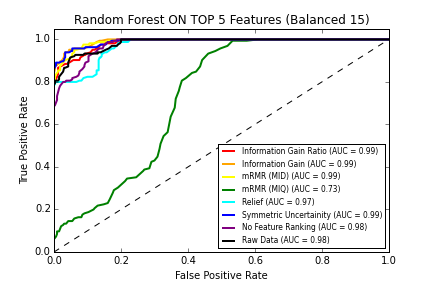 Random Forest ON TOP 5 Features (Balanced 15)
True Positive Rate
1.0
0.8
0.6
0.4
0.2
0.0
Information Gain Ratio (AUC = 0.99)
Information Gain (AUC = 0.99)
mRMR (MID) (AUC = 0.99)
mRMR (MIQ) (AUC = 0.73)
Relief (AUC = 0.97)
Symmetric Uncertainity (AUC = 0.99)
No Feature Ranking (AUC = 0.98)
Raw Data (AUC = 0.98)
0.0 0.2 0.4 0.6 0.8 1.0
False Positive Rate